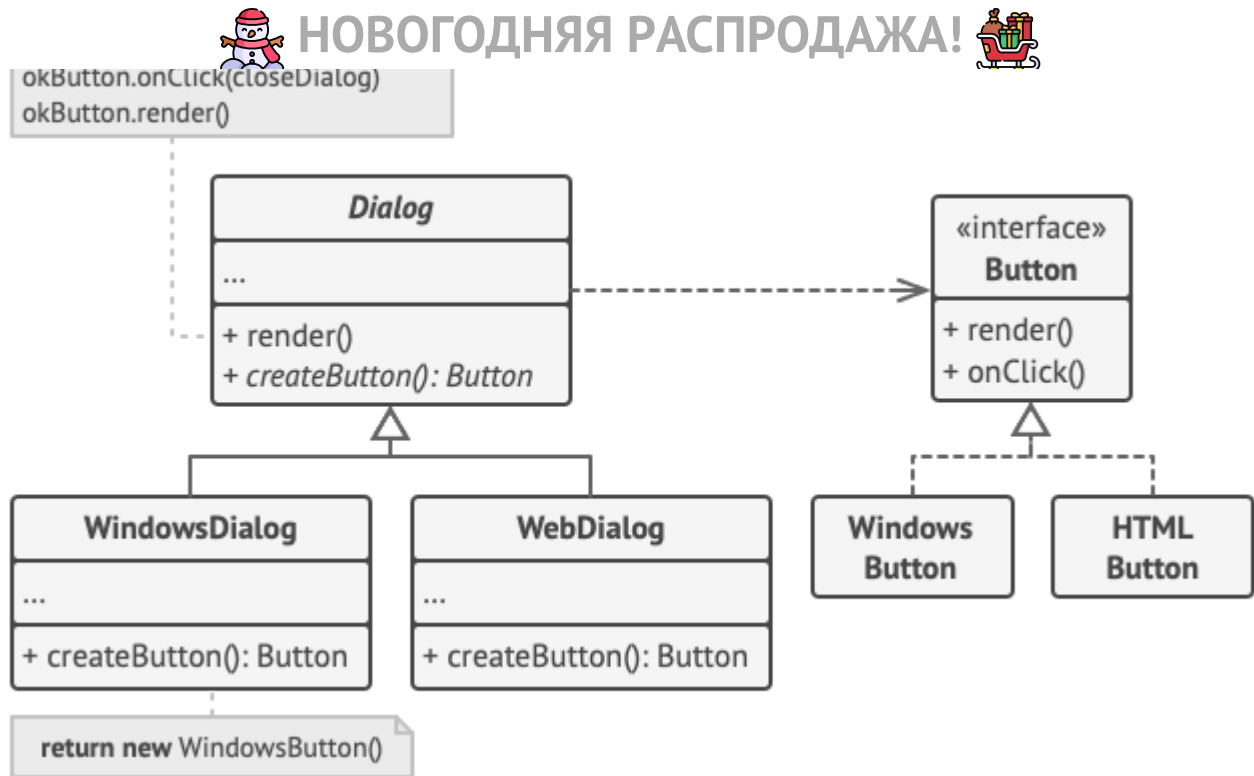 НОВОГОДНЯЯ РАСПРОДАЖА!
okButton.onClick(closeDialog)
okButton.render()
Dialog
...
+ render()
+ createButton(): Button
«interface»
Button
+ render()
+ onClick()
WindowsDialog
...
+ createButton(): Button
WebDialog
...
+ createButton(): Button
Windows
Button
HTML
Button
return new WindowsButton()